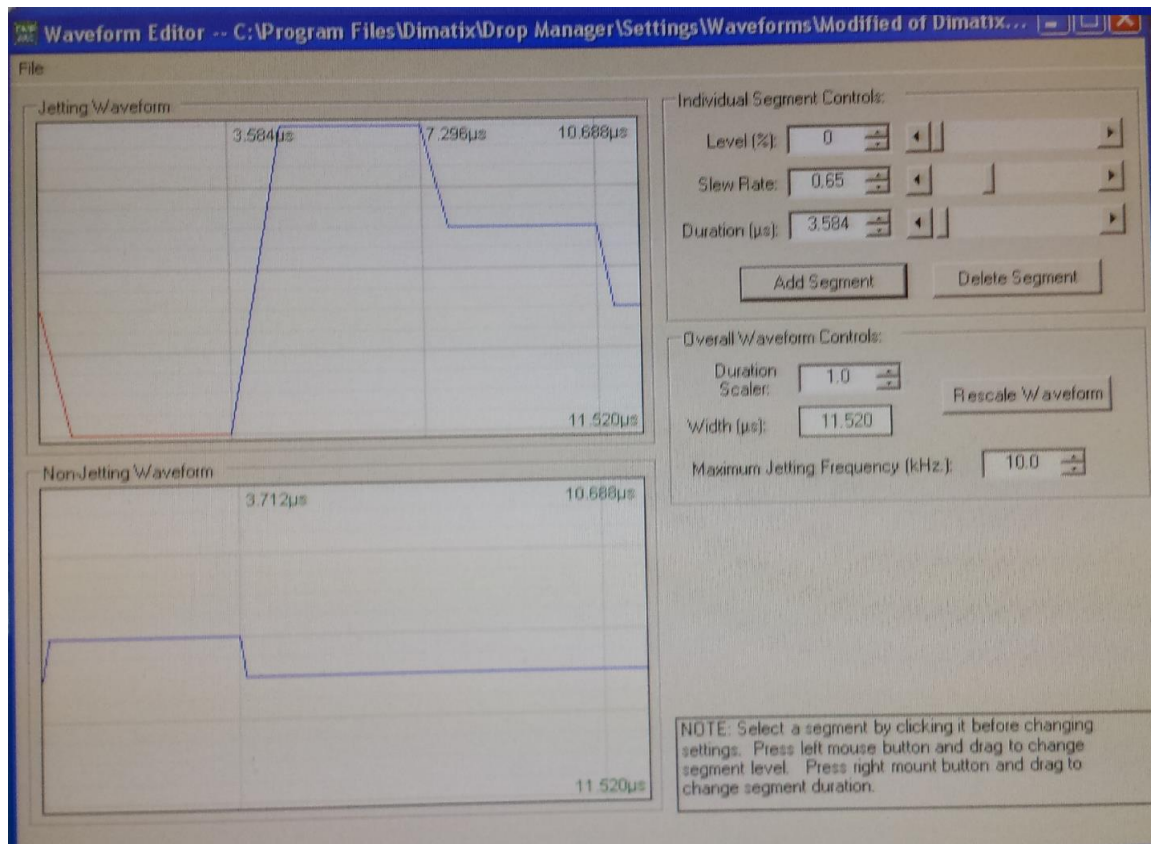 Waveform Editor -- C:\Program Files\Dimatix\Drop Manager\Settings\Waveforms\Modified of Dimatix...
File
Jetting Waveform
3.584µs
7.296µs
10.688µs
11.520µs
Non-Jetting Waveform
3.712µs
10.688µs
11.520µs
Individual Segment Controls:
Level (%): 0
Slew Rate: 0.65
Duration (µs): 3.584
Add Segment
Delete Segment
Overall Waveform Controls:
Duration
Scaler: 1.0
Rescale Waveform
Width (µs): 11.520
Maximum Jetting Frequency (kHz.): 10.0
NOTE: Select a segment by clicking it before changing
settings. Press left mouse button and drag to change
segment level. Press right mount button and drag to
change segment duration.